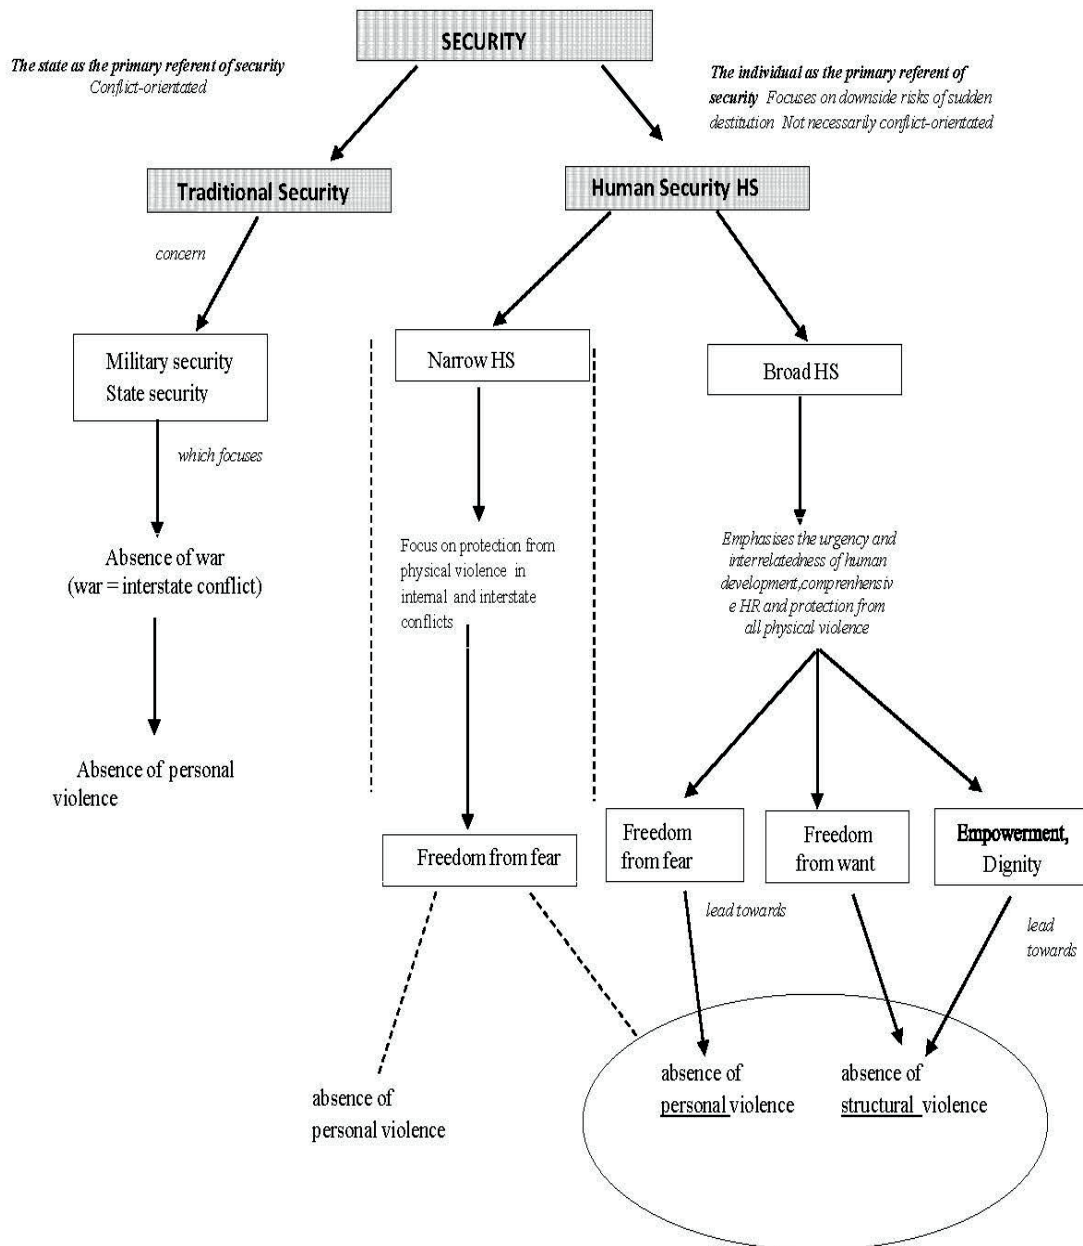 SECURITY
The state as the primary referent of security
Conflict-orientated
The individual as the primary referent of
security Focuses on downside risks of sudden
destitution Not necessarily conflict-orientated
Traditional Security
Human Security HS
concern
Military security
State security
Narrow HS
Broad HS
which focuses
Absence of war
(war = interstate conflict)
Focus on protection from
physical violence in
internal and interstate
conflicts
Emphasises the urgency and
interrelatedness of human
development,comprenhensiv
e HR and protection from
all physical violence
Absence of personal
violence
Freedom from fear
Freedom
from fear
Freedom
from want
Empowerment,
Dignity
lead towards
lead
towards
absence of
personal violence
absence of
personal violence
absence of
structural violence